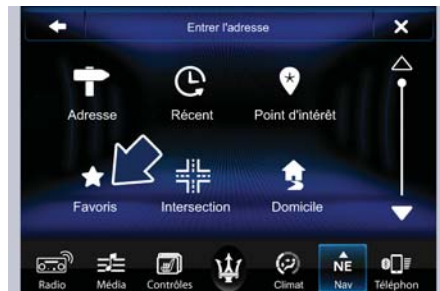 Entrer l'adresse
Adresse Récent Point d'intérêt
Favoris Intersection Domicile
NE
Radio Média Contrôles Climat Nav Téléphon